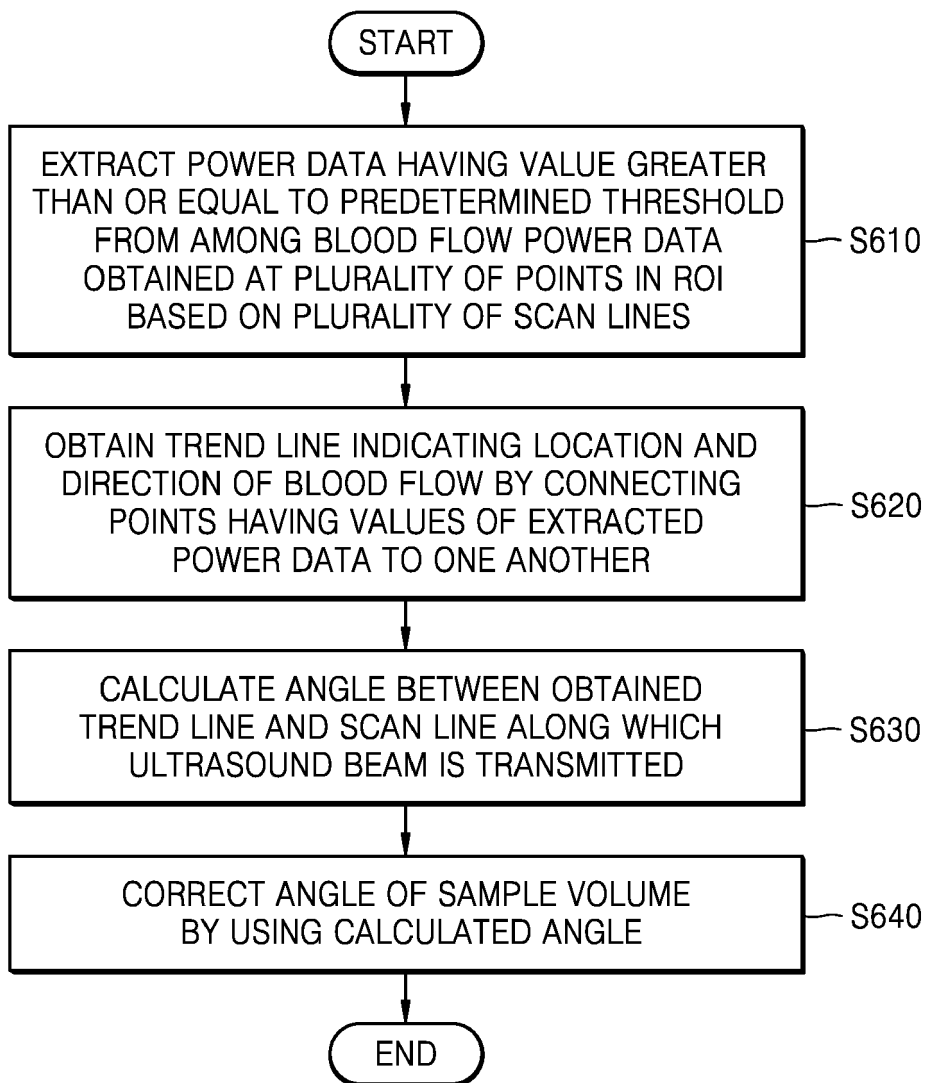 START
EXTRACT POWER DATA HAVING VALUE GREATER
THAN OR EQUAL TO PREDETERMINED THRESHOLD
FROM AMONG BLOOD FLOW POWER DATA
OBTAINED AT PLURALITY OF POINTS IN ROI
BASED ON PLURALITY OF SCAN LINES
S610
OBTAIN TREND LINE INDICATING LOCATION AND
DIRECTION OF BLOOD FLOW BY CONNECTING
POINTS HAVING VALUES OF EXTRACTED
POWER DATA TO ONE ANOTHER
S620
CALCULATE ANGLE BETWEEN OBTAINED
TREND LINE AND SCAN LINE ALONG WHICH
ULTRASOUND BEAM IS TRANSMITTED
S630
CORRECT ANGLE OF SAMPLE VOLUME
BY USING CALCULATED ANGLE
S640
END